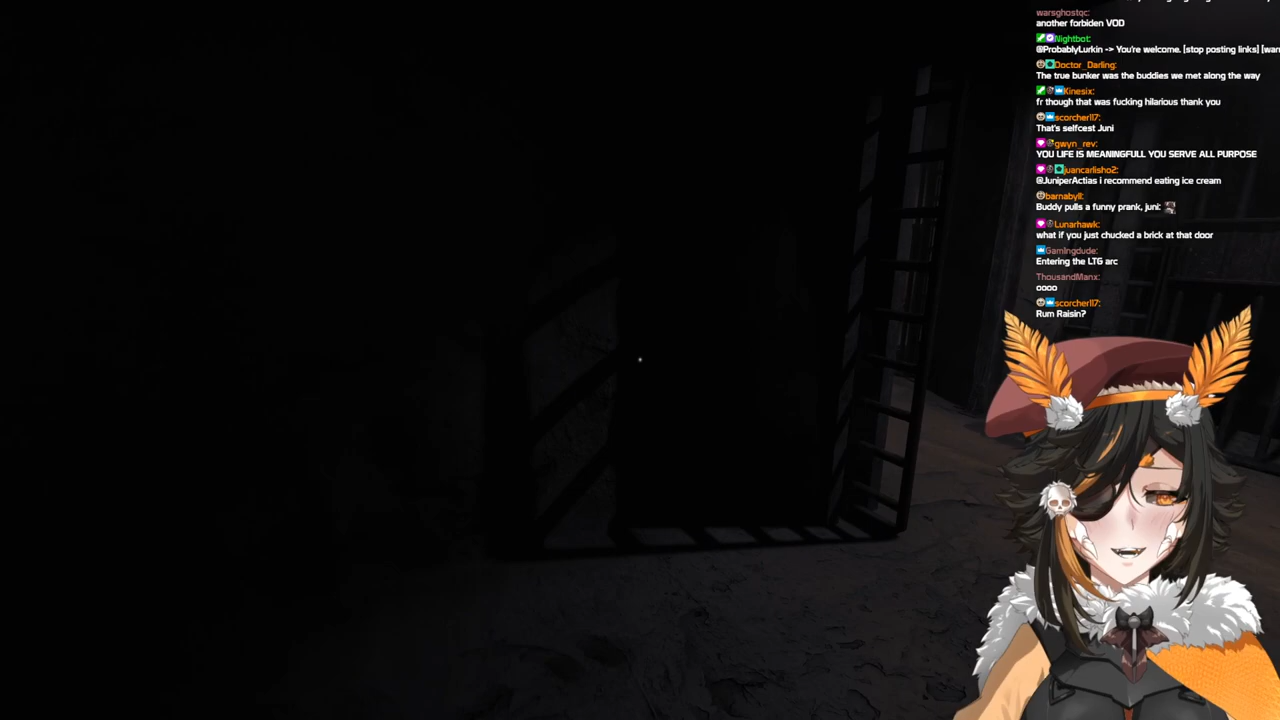 warsghostqc:
another forbiden VOD
Nightbot:
@ProbablyLurkin -> You're welcome. [stop posting links] [wan
Doctor_Darling:
The true bunker was the buddies we met along the way
Kinesix:
fr though that was fucking hilarious thank you
scorcher117:
That's selfcest Juni
gwyn_rev:
YOU LIFE IS MEANINGFULL YOU SERVE ALL PURPOSE
juancarlisho2:
@JuniperActias i recommend eating ice cream
barnabyll:
Buddy pulls a funny prank, juni:
Lunarhawk:
what if you just chucked a brick at that door
Gam1ngdude:
Entering the LTG arc
ThousandManx:
oooo
scorcher117:
Rum Raisin?